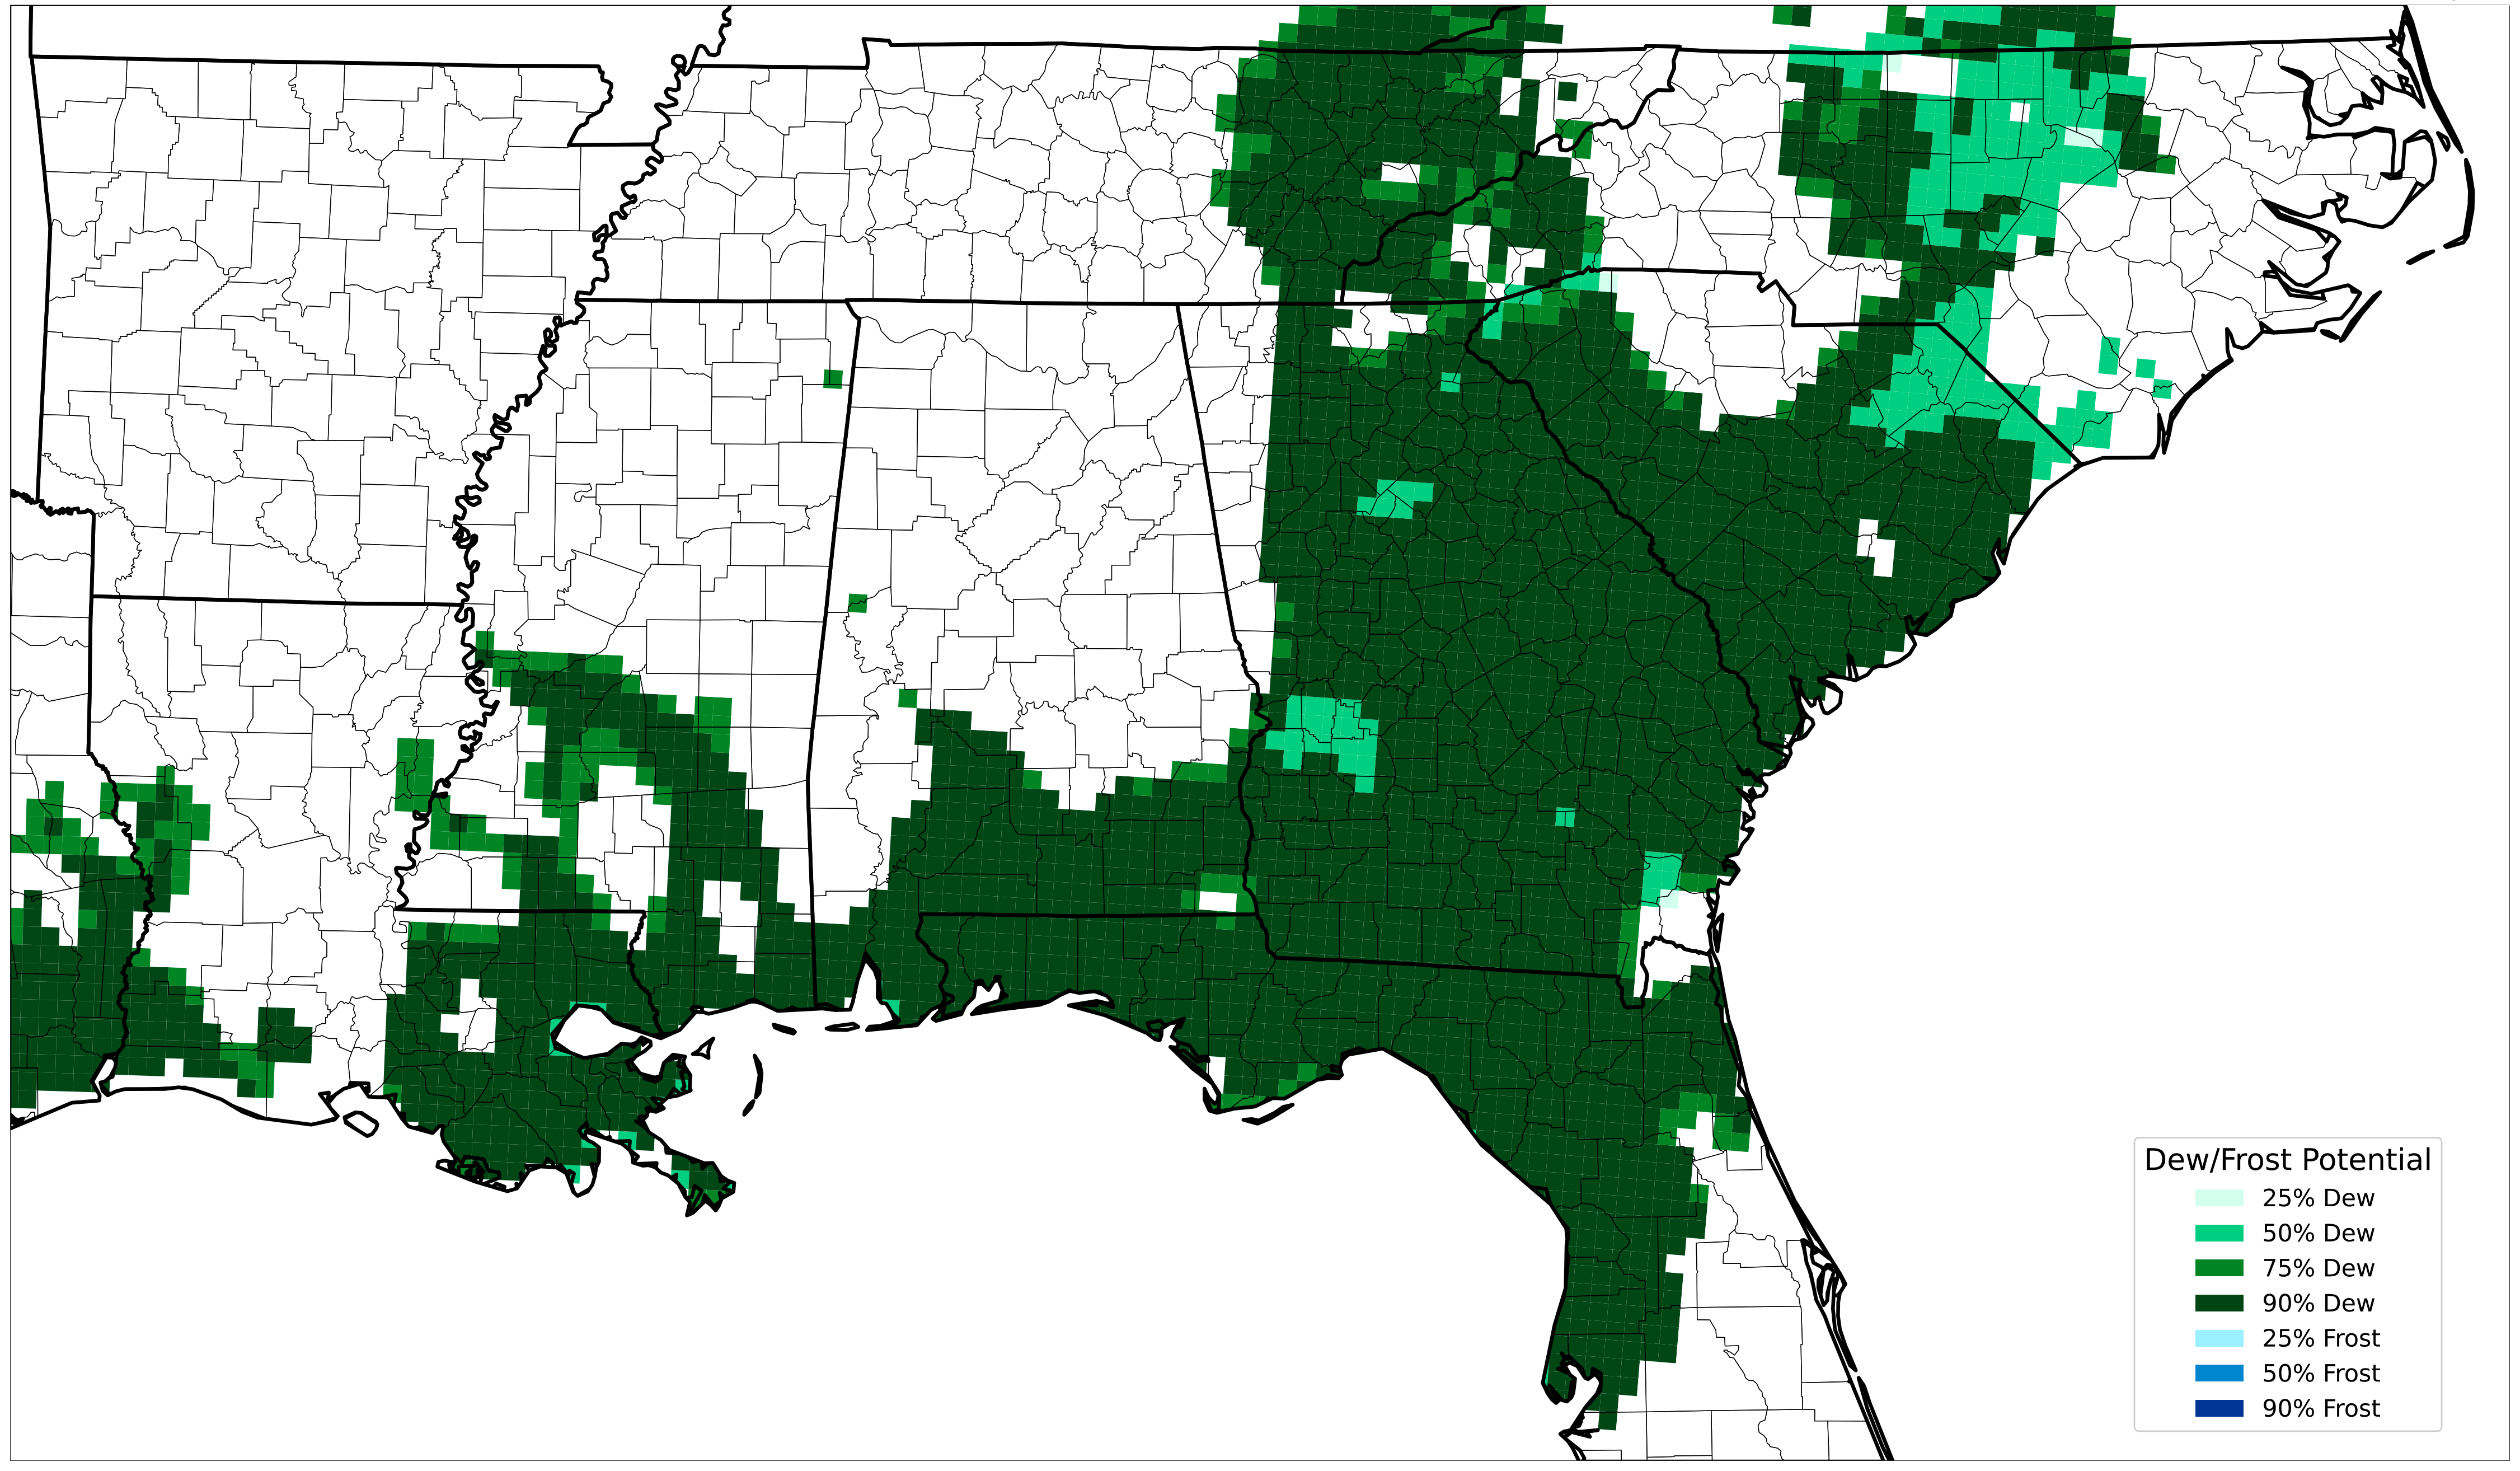 Dew/Frost Potential
25% Dew
50% Dew
75% Dew
90% Dew
25% Frost
50% Frost
90% Frost